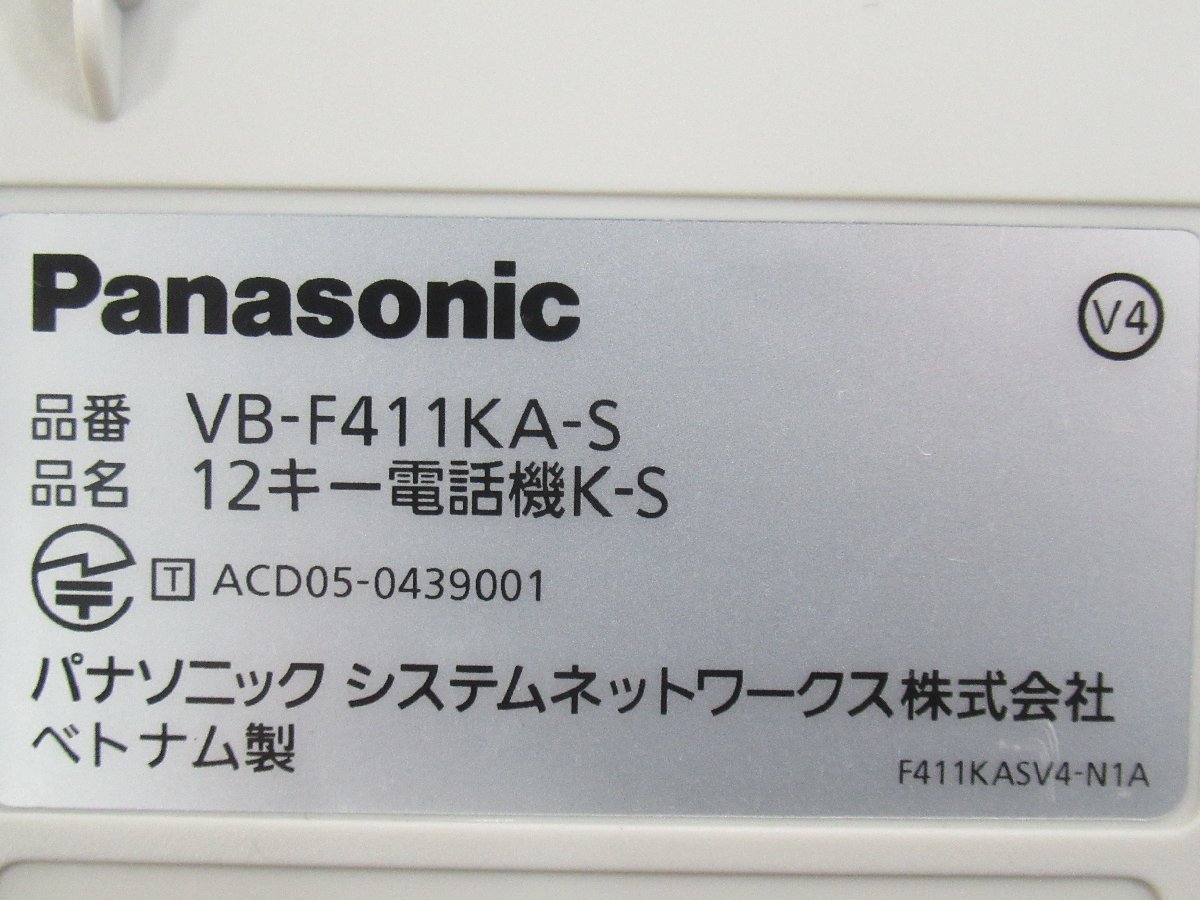 Panasonic
V4
品番 VB-F411KA-S
品名 12キー電話機K-S
T ACD05-0439001
パナソニック システムネットワークス株式会社
ベトナム製
F411KASV4-N1A